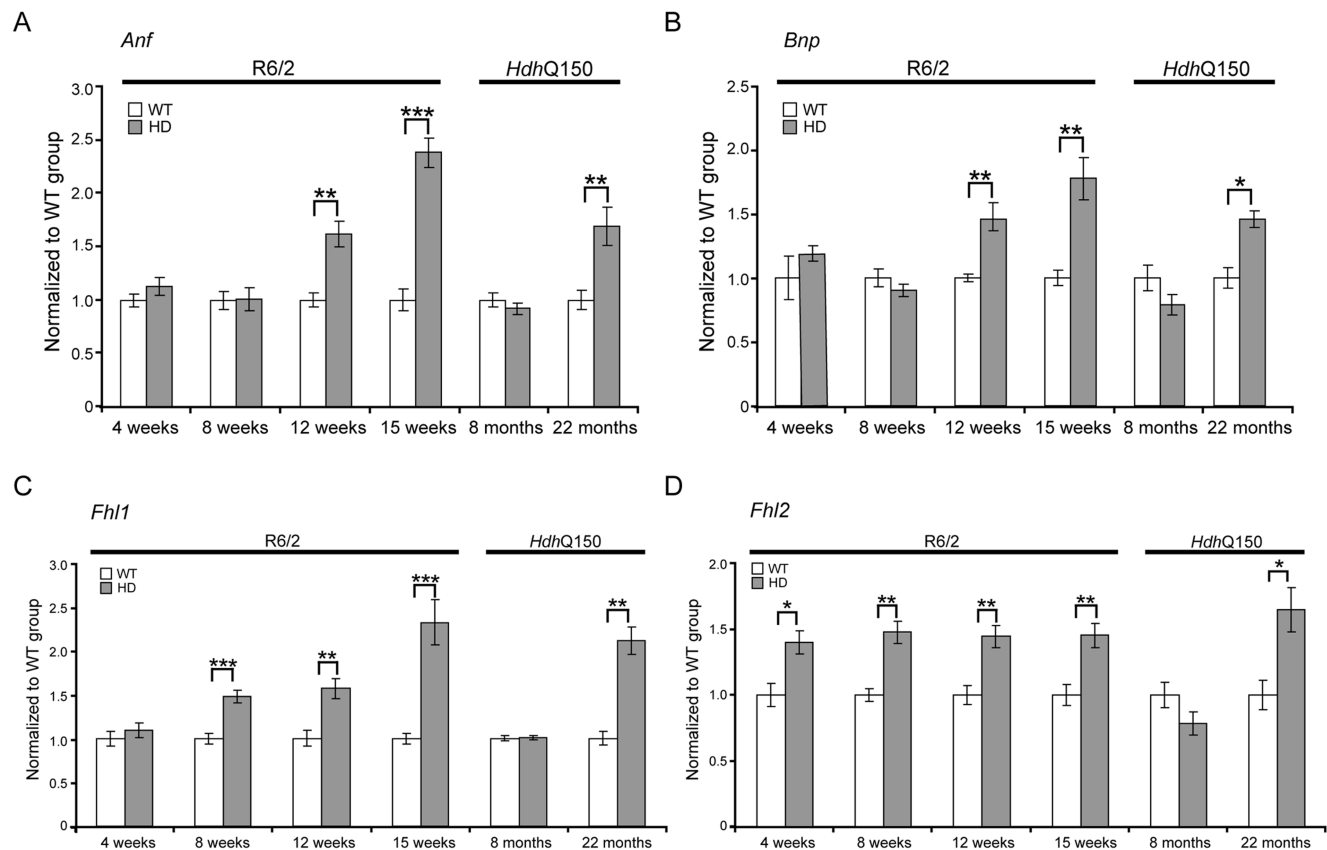 A
Anf
R6/2 HdhQ150
3.0
WT
HD
2.5
2.0
1.5
1.0
0.5
0
Normalized to WT group
** *** **
4 weeks 8 weeks 12 weeks 15 weeks 8 months 22 months
B
Bnp
R6/2 HdhQ150
2.5
WT
HD
2.0
1.5
1.0
0.5
0
Normalized to WT group
** ** *
4 weeks 8 weeks 12 weeks 15 weeks 8 months 22 months
C
Fhl1
R6/2 HdhQ150
3.0
WT
HD
2.5
2.0
1.5
1.0
0.5
0
Normalized to WT group
*** ** *** **
4 weeks 8 weeks 12 weeks 15 weeks 8 months 22 months
D
Fhl2
R6/2 HdhQ150
2.0
WT
HD
1.5
1.0
0.5
0
Normalized to WT group
* ** ** ** *
4 weeks 8 weeks 12 weeks 15 weeks 8 months 22 months